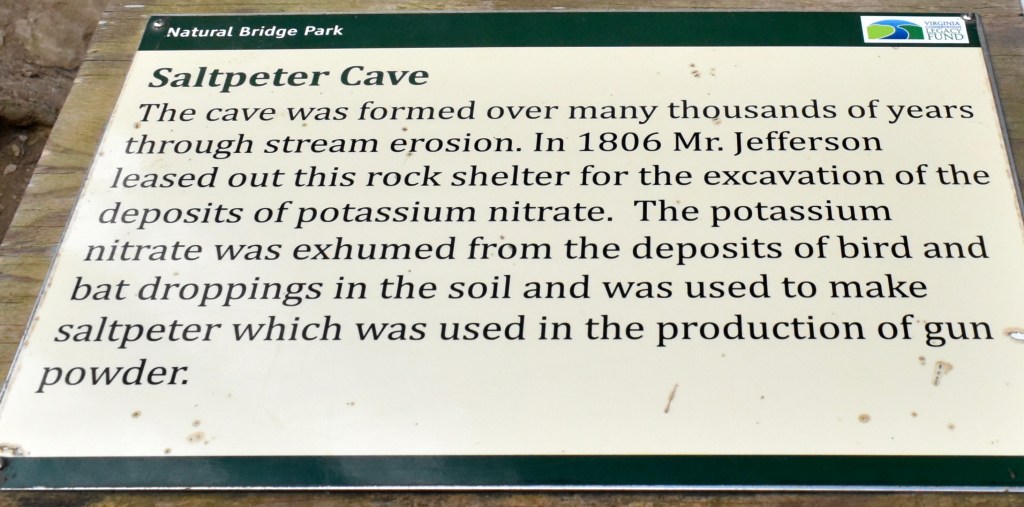 Natural Bridge Park
VIRGINIA
LEGACY
FUND
Saltpeter Cave
The cave was formed over many thousands of years
through stream erosion. In 1806 Mr. Jefferson
leased out this rock shelter for the excavation of the
deposits of potassium nitrate. The potassium
nitrate was exhumed from the deposits of bird and
bat droppings in the soil and was used to make
saltpeter which was used in the production of gun
powder.